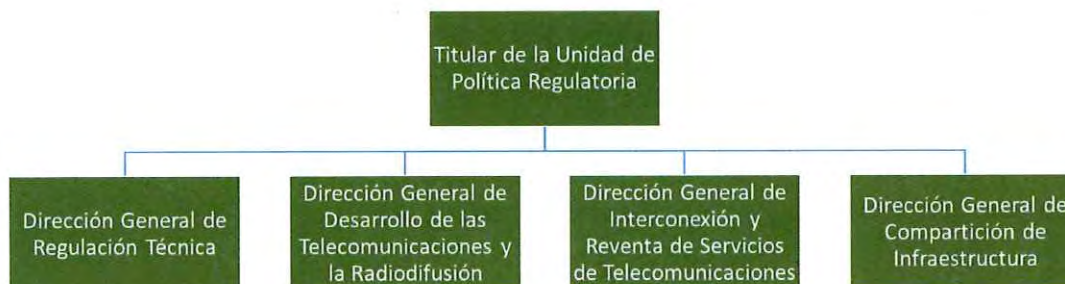 Titular de la Unidad de
Política Regulatoria
Dirección General de
Regulación Técnica
Dirección General de
Desarrollo de las
Telecomunicaciones y
la Radiodifusión
Dirección General de
Interconexión y
Reventa de Servicios
de Telecomunicaciones
Dirección General de
Compartición de
Infraestructura